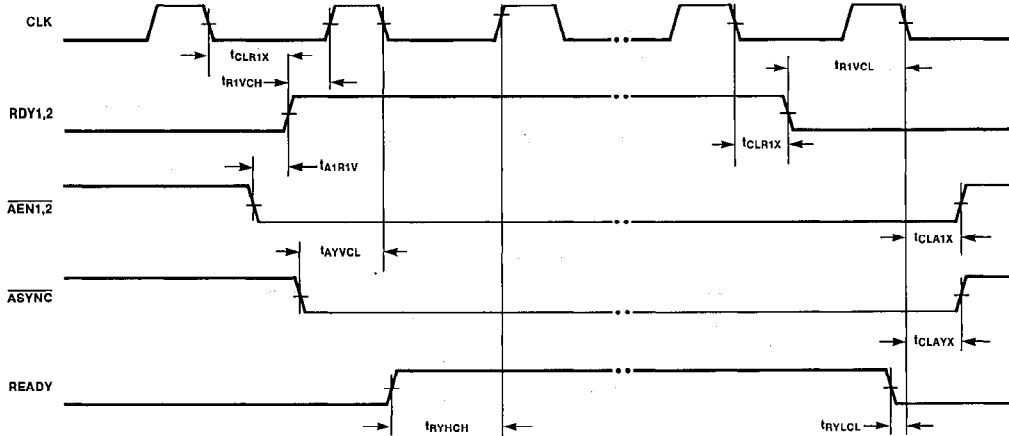 CLK
tCLR1X
tR1VCL
tR1VCH
RDY1,2
tCLR1X
tA1R1V
AEN1,2
tAYVCL
tCLA1X
ASYNC
tCLAYX
READY
tRYHCH
tRYLCL